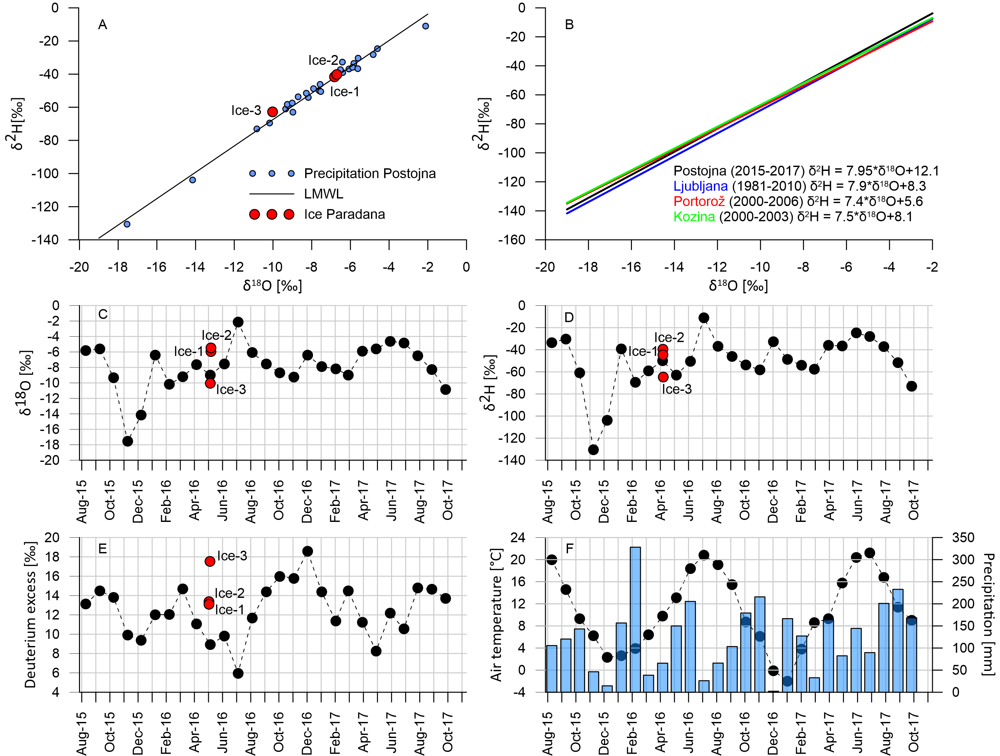 A
0
-20
-40
-60
-80
-100
-120
-140
δ²H[‰]
Ice-2
Ice-1
Ice-3
Precipitation Postojna
LMWL
Ice Paradana
-20 -18 -16 -14 -12 -10 -8 -6 -4 -2 0
δ¹⁸O [‰]
B
0
-20
-40
-60
-80
-100
-120
-140
-160
δ²H[‰]
Postojna (2015-2017) δ²H = 7.95*δ¹⁸O+12.1
Ljubljana (1981-2010) δ²H = 7.9*δ¹⁸O+8.3
Portorož (2000-2006) δ²H = 7.4*δ¹⁸O+5.6
Kozina (2000-2003) δ²H = 7.5*δ¹⁸O+8.1
-20 -18 -16 -14 -12 -10 -8 -6 -4 -2
δ¹⁸O [‰]
C
0
-2
-4
-6
-8
-10
-12
-14
-16
-18
-20
δ¹⁸O [‰]
Ice-2
Ice-1
Ice-3
Aug-15 Oct-15 Dec-15 Feb-16 Apr-16 Jun-16 Aug-16 Oct-16 Dec-16 Feb-17 Apr-17 Jun-17 Aug-17 Oct-17
D
0
-20
-40
-60
-80
-100
-120
-140
δ²H [‰]
Ice-2
Ice-1
Ice-3
Aug-15 Oct-15 Dec-15 Feb-16 Apr-16 Jun-16 Aug-16 Oct-16 Dec-16 Feb-17 Apr-17 Jun-17 Aug-17 Oct-17
E
20
18
16
14
12
10
8
6
4
Deuterium excess [‰]
Ice-3
Ice-2
Ice-1
Aug-15 Oct-15 Dec-15 Feb-16 Apr-16 Jun-16 Aug-16 Oct-16 Dec-16 Feb-17 Apr-17 Jun-17 Aug-17 Oct-17
F
24
20
16
12
8
4
0
-4
Air temperature [°C]
350
300
250
200
150
100
50
0
Precipitation [mm]
Aug-15 Oct-15 Dec-15 Feb-16 Apr-16 Jun-16 Aug-16 Oct-16 Dec-16 Feb-17 Apr-17 Jun-17 Aug-17 Oct-17